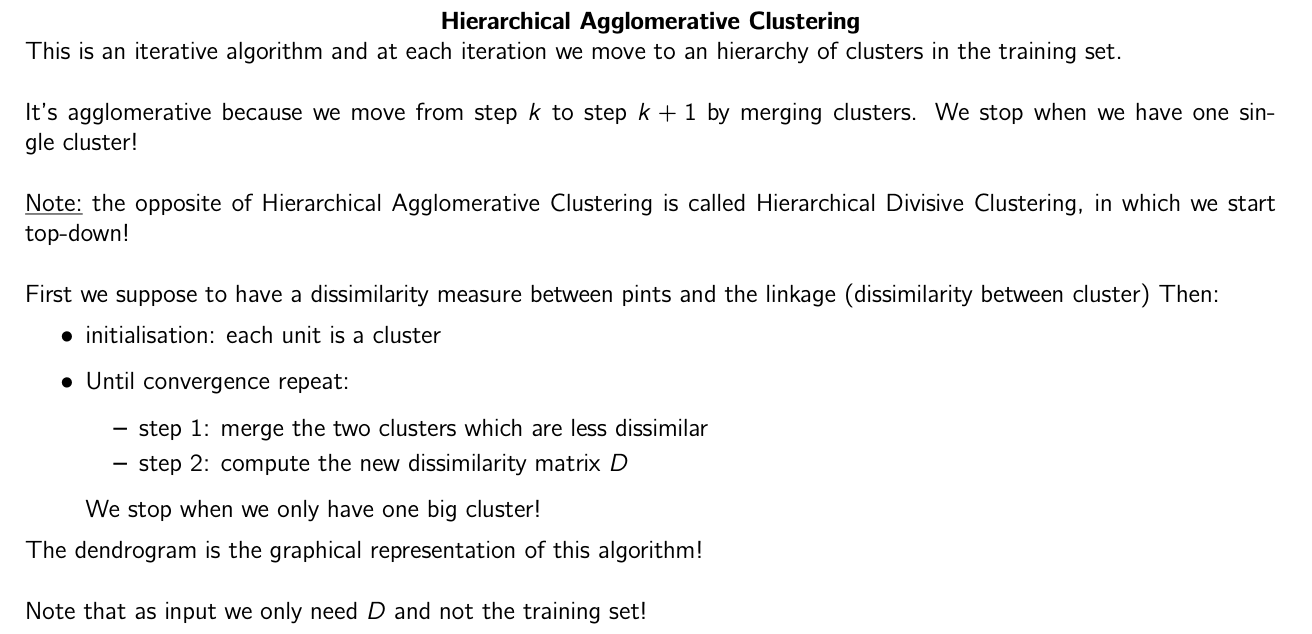 Hierarchical Agglomerative Clustering
This is an iterative algorithm and at each iteration we move to an hierarchy of clusters in the training set.
It's agglomerative because we move from step k to step k + 1 by merging clusters. We stop when we have one sin-
gle cluster!
Note: the opposite of Hierarchical Agglomerative Clustering is called Hierarchical Divisive Clustering, in which we start
top-down!
First we suppose to have a dissimilarity measure between pints and the linkage (dissimilarity between cluster) Then:
• initialisation: each unit is a cluster
• Until convergence repeat:
– step 1: merge the two clusters which are less dissimilar
– step 2: compute the new dissimilarity matrix D
We stop when we only have one big cluster!
The dendrogram is the graphical representation of this algorithm!
Note that as input we only need D and not the training set!